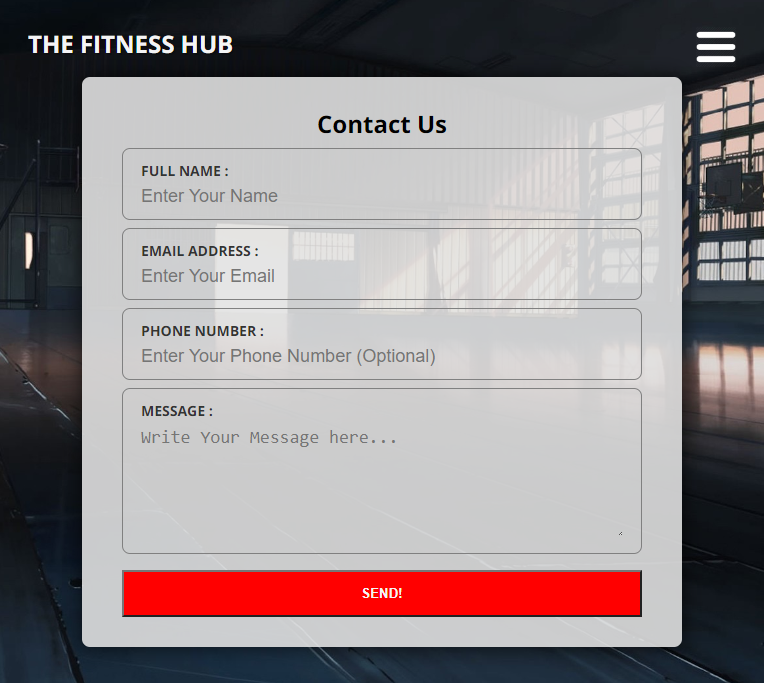 THE FITNESS HUB
Contact Us
FULL NAME :
Enter Your Name
EMAIL ADDRESS :
Enter Your Email
PHONE NUMBER :
Enter Your Phone Number (Optional)
MESSAGE :
Write Your Message here...
SEND!